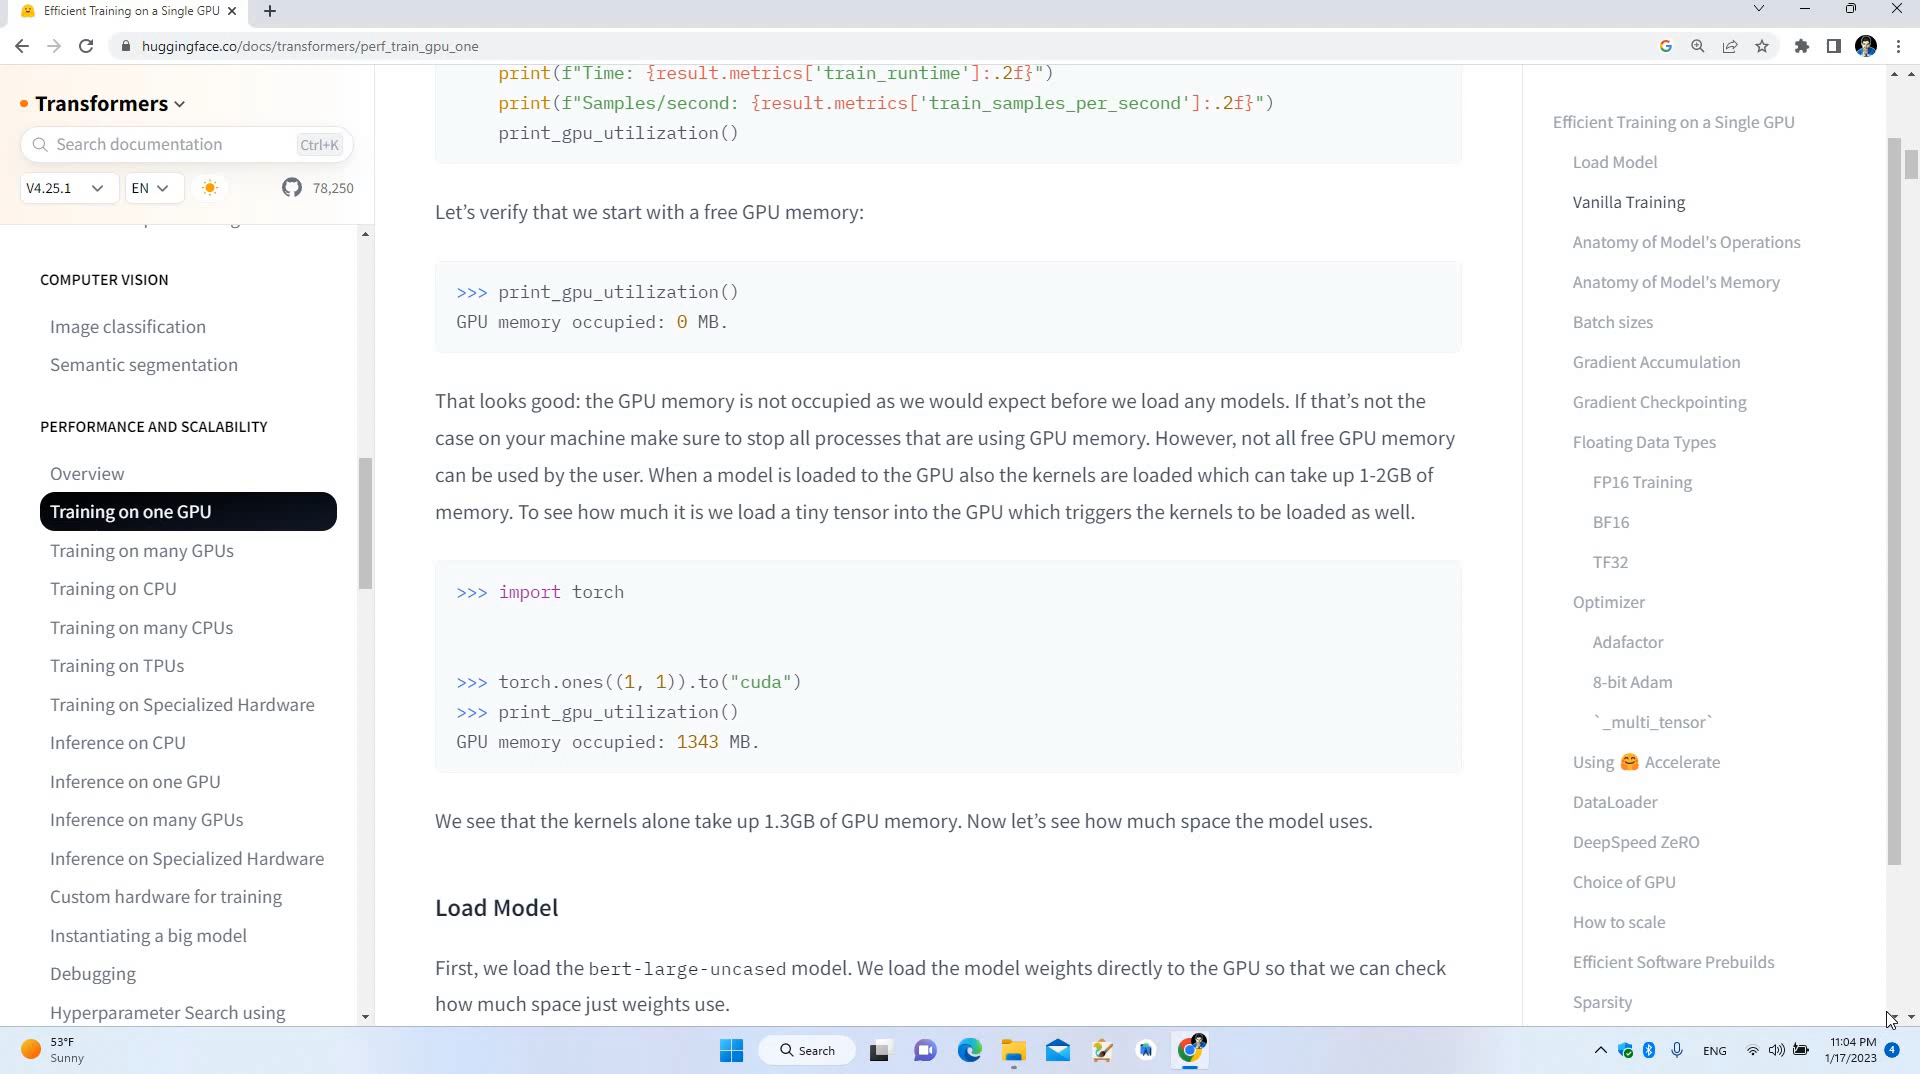 Efficient Training on a Single GPU
huggingface.co/docs/transformers/perf_train_gpu_one
Transformers
Search documentation
Ctrl+K
V4.25.1
EN
78,250
COMPUTER VISION
Image classification
Semantic segmentation
PERFORMANCE AND SCALABILITY
Overview
Training on one GPU
Training on many GPUs
Training on CPU
Training on many CPUs
Training on TPUs
Training on Specialized Hardware
Inference on CPU
Inference on one GPU
Inference on many GPUs
Inference on Specialized Hardware
Custom hardware for training
Instantiating a big model
Debugging
Hyperparameter Search using
print(f"Time: {result.metrics['train_runtime']:.2f}")
print(f"Samples/second: {result.metrics['train_samples_per_second']:.2f}")
print_gpu_utilization()
Let's verify that we start with a free GPU memory:
>>> print_gpu_utilization()
GPU memory occupied: 0 MB.
That looks good: the GPU memory is not occupied as we would expect before we load any models. If that's not the
case on your machine make sure to stop all processes that are using GPU memory. However, not all free GPU memory
can be used by the user. When a model is loaded to the GPU also the kernels are loaded which can take up 1-2GB of
memory. To see how much it is we load a tiny tensor into the GPU which triggers the kernels to be loaded as well.
>>> import torch
>>> torch.ones((1, 1)).to("cuda")
>>> print_gpu_utilization()
GPU memory occupied: 1343 MB.
We see that the kernels alone take up 1.3GB of GPU memory. Now let's see how much space the model uses.
Load Model
First, we load the bert-large-uncased model. We load the model weights directly to the GPU so that we can check
how much space just weights use.
Efficient Training on a Single GPU
Load Model
Vanilla Training
Anatomy of Model's Operations
Anatomy of Model's Memory
Batch sizes
Gradient Accumulation
Gradient Checkpointing
Floating Data Types
FP16 Training
BF16
TF32
Optimizer
Adafactor
8-bit Adam
`_multi_tensor`
Using 🤗 Accelerate
DataLoader
DeepSpeed ZeRO
Choice of GPU
How to scale
Efficient Software Prebuilds
Sparsity
53°F
Sunny
Search
ENG
11:04 PM
1/17/2023
4